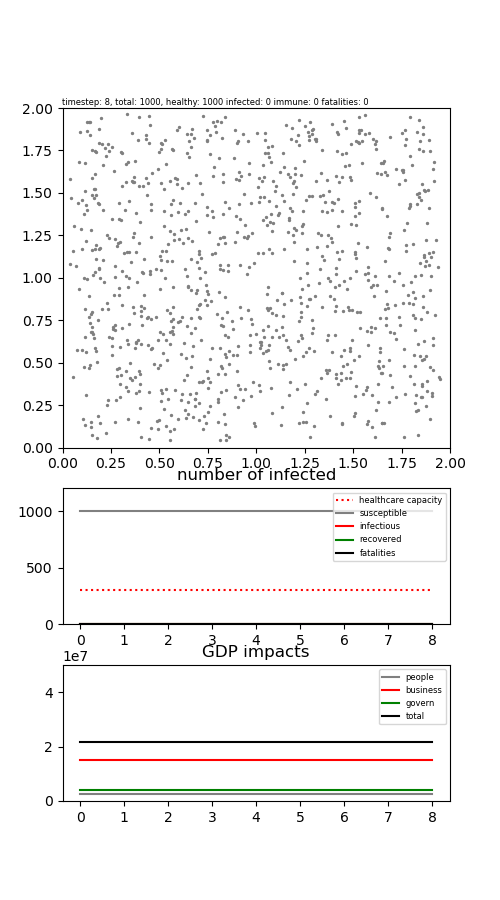 timestep: 8, total: 1000, healthy: 1000 infected: 0 immune: 0 fatalities: 0
2.00
1.75
1.50
1.25
1.00
0.75
0.50
0.25
0.00
0.00 0.25 0.50 0.75 1.00 1.25 1.50 1.75 2.00
number of infected
1000
500
0
healthcare capacity
susceptible
infectious
recovered
fatalities
0 1 2 3 4 5 6 7 8
GDP impacts
1e7
4
2
0
people
business
govern
total
0 1 2 3 4 5 6 7 8